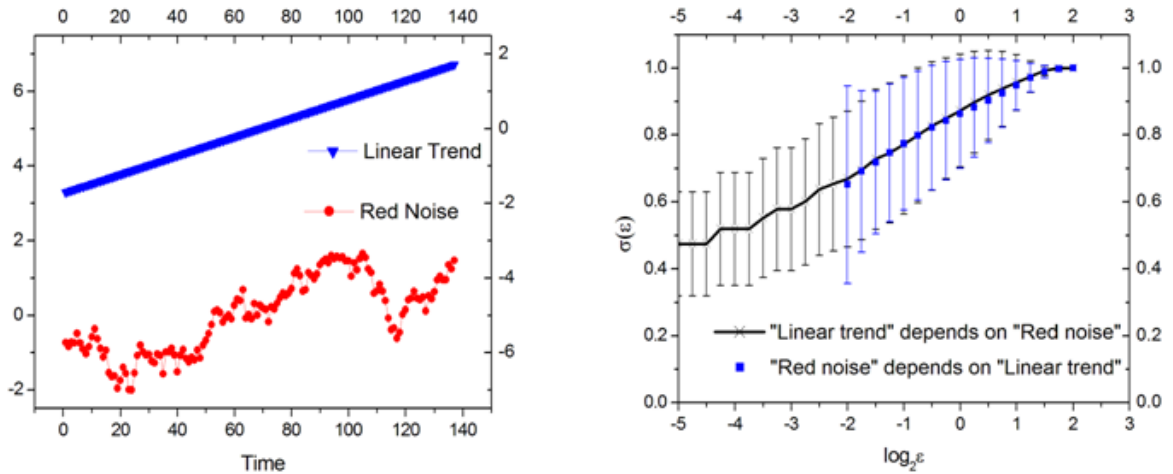 0 20 40 60 80 100 120 140
6
4
2
0
-2
2
0
-2
-4
-6
Linear Trend
Red Noise
0 20 40 60 80 100 120 140
Time
-5 -4 -3 -2 -1 0 1 2 3
1.0
0.8
0.6
0.4
0.2
0.0
σ(ε)
1.0
0.8
0.6
0.4
0.2
0.0
"Linear trend" depends on "Red noise"
"Red noise" depends on "Linear trend"
-5 -4 -3 -2 -1 0 1 2 3
log₂ε